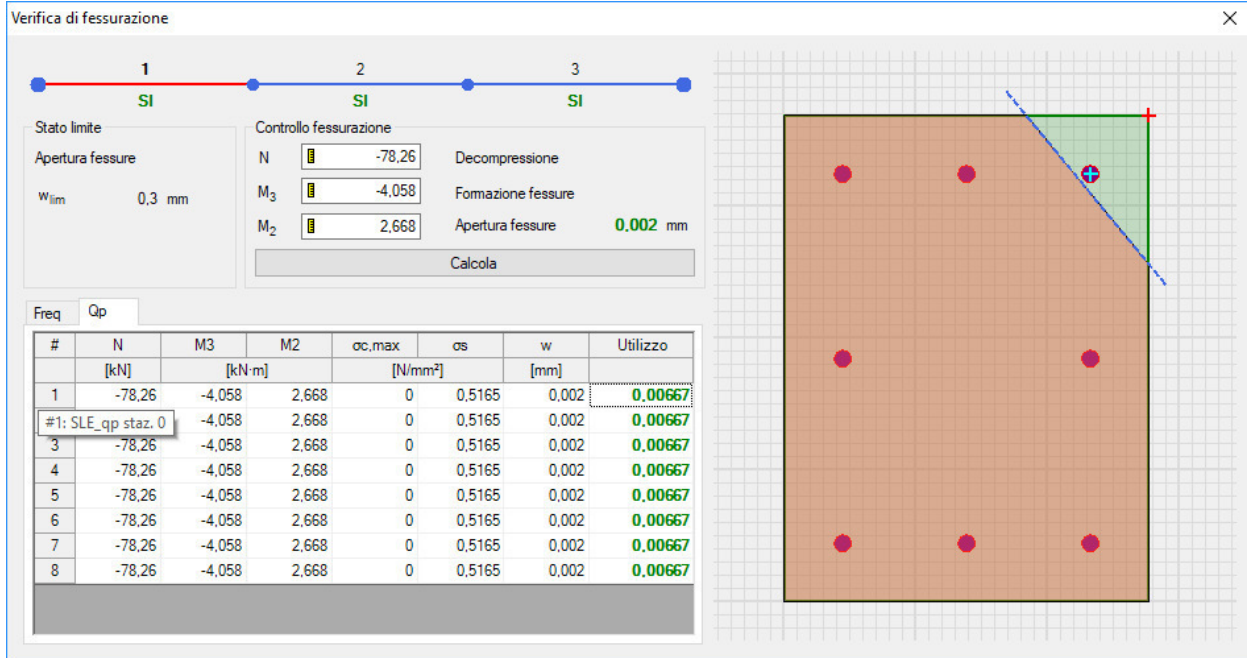 Verifica di fessurazione
1 2 3
SI SI SI
Stato limite
Apertura fessure
wlim 0,3 mm
Controllo fessurazione
N -78,26 Decompressione
M3 -4,058 Formazione fessure
M2 2,668 Apertura fessure 0,002 mm
Calcola
Freq Qp
# N M3 M2 σc,max σs w Utilizzo
[kN] [kN·m] [N/mm²] [mm]
1 -78,26 -4,058 2,668 0 0,5165 0,002 0,00667
#1: SLE_qp staz. 0 -4,058 2,668 0 0,5165 0,002 0,00667
3 -78,26 -4,058 2,668 0 0,5165 0,002 0,00667
4 -78,26 -4,058 2,668 0 0,5165 0,002 0,00667
5 -78,26 -4,058 2,668 0 0,5165 0,002 0,00667
6 -78,26 -4,058 2,668 0 0,5165 0,002 0,00667
7 -78,26 -4,058 2,668 0 0,5165 0,002 0,00667
8 -78,26 -4,058 2,668 0 0,5165 0,002 0,00667